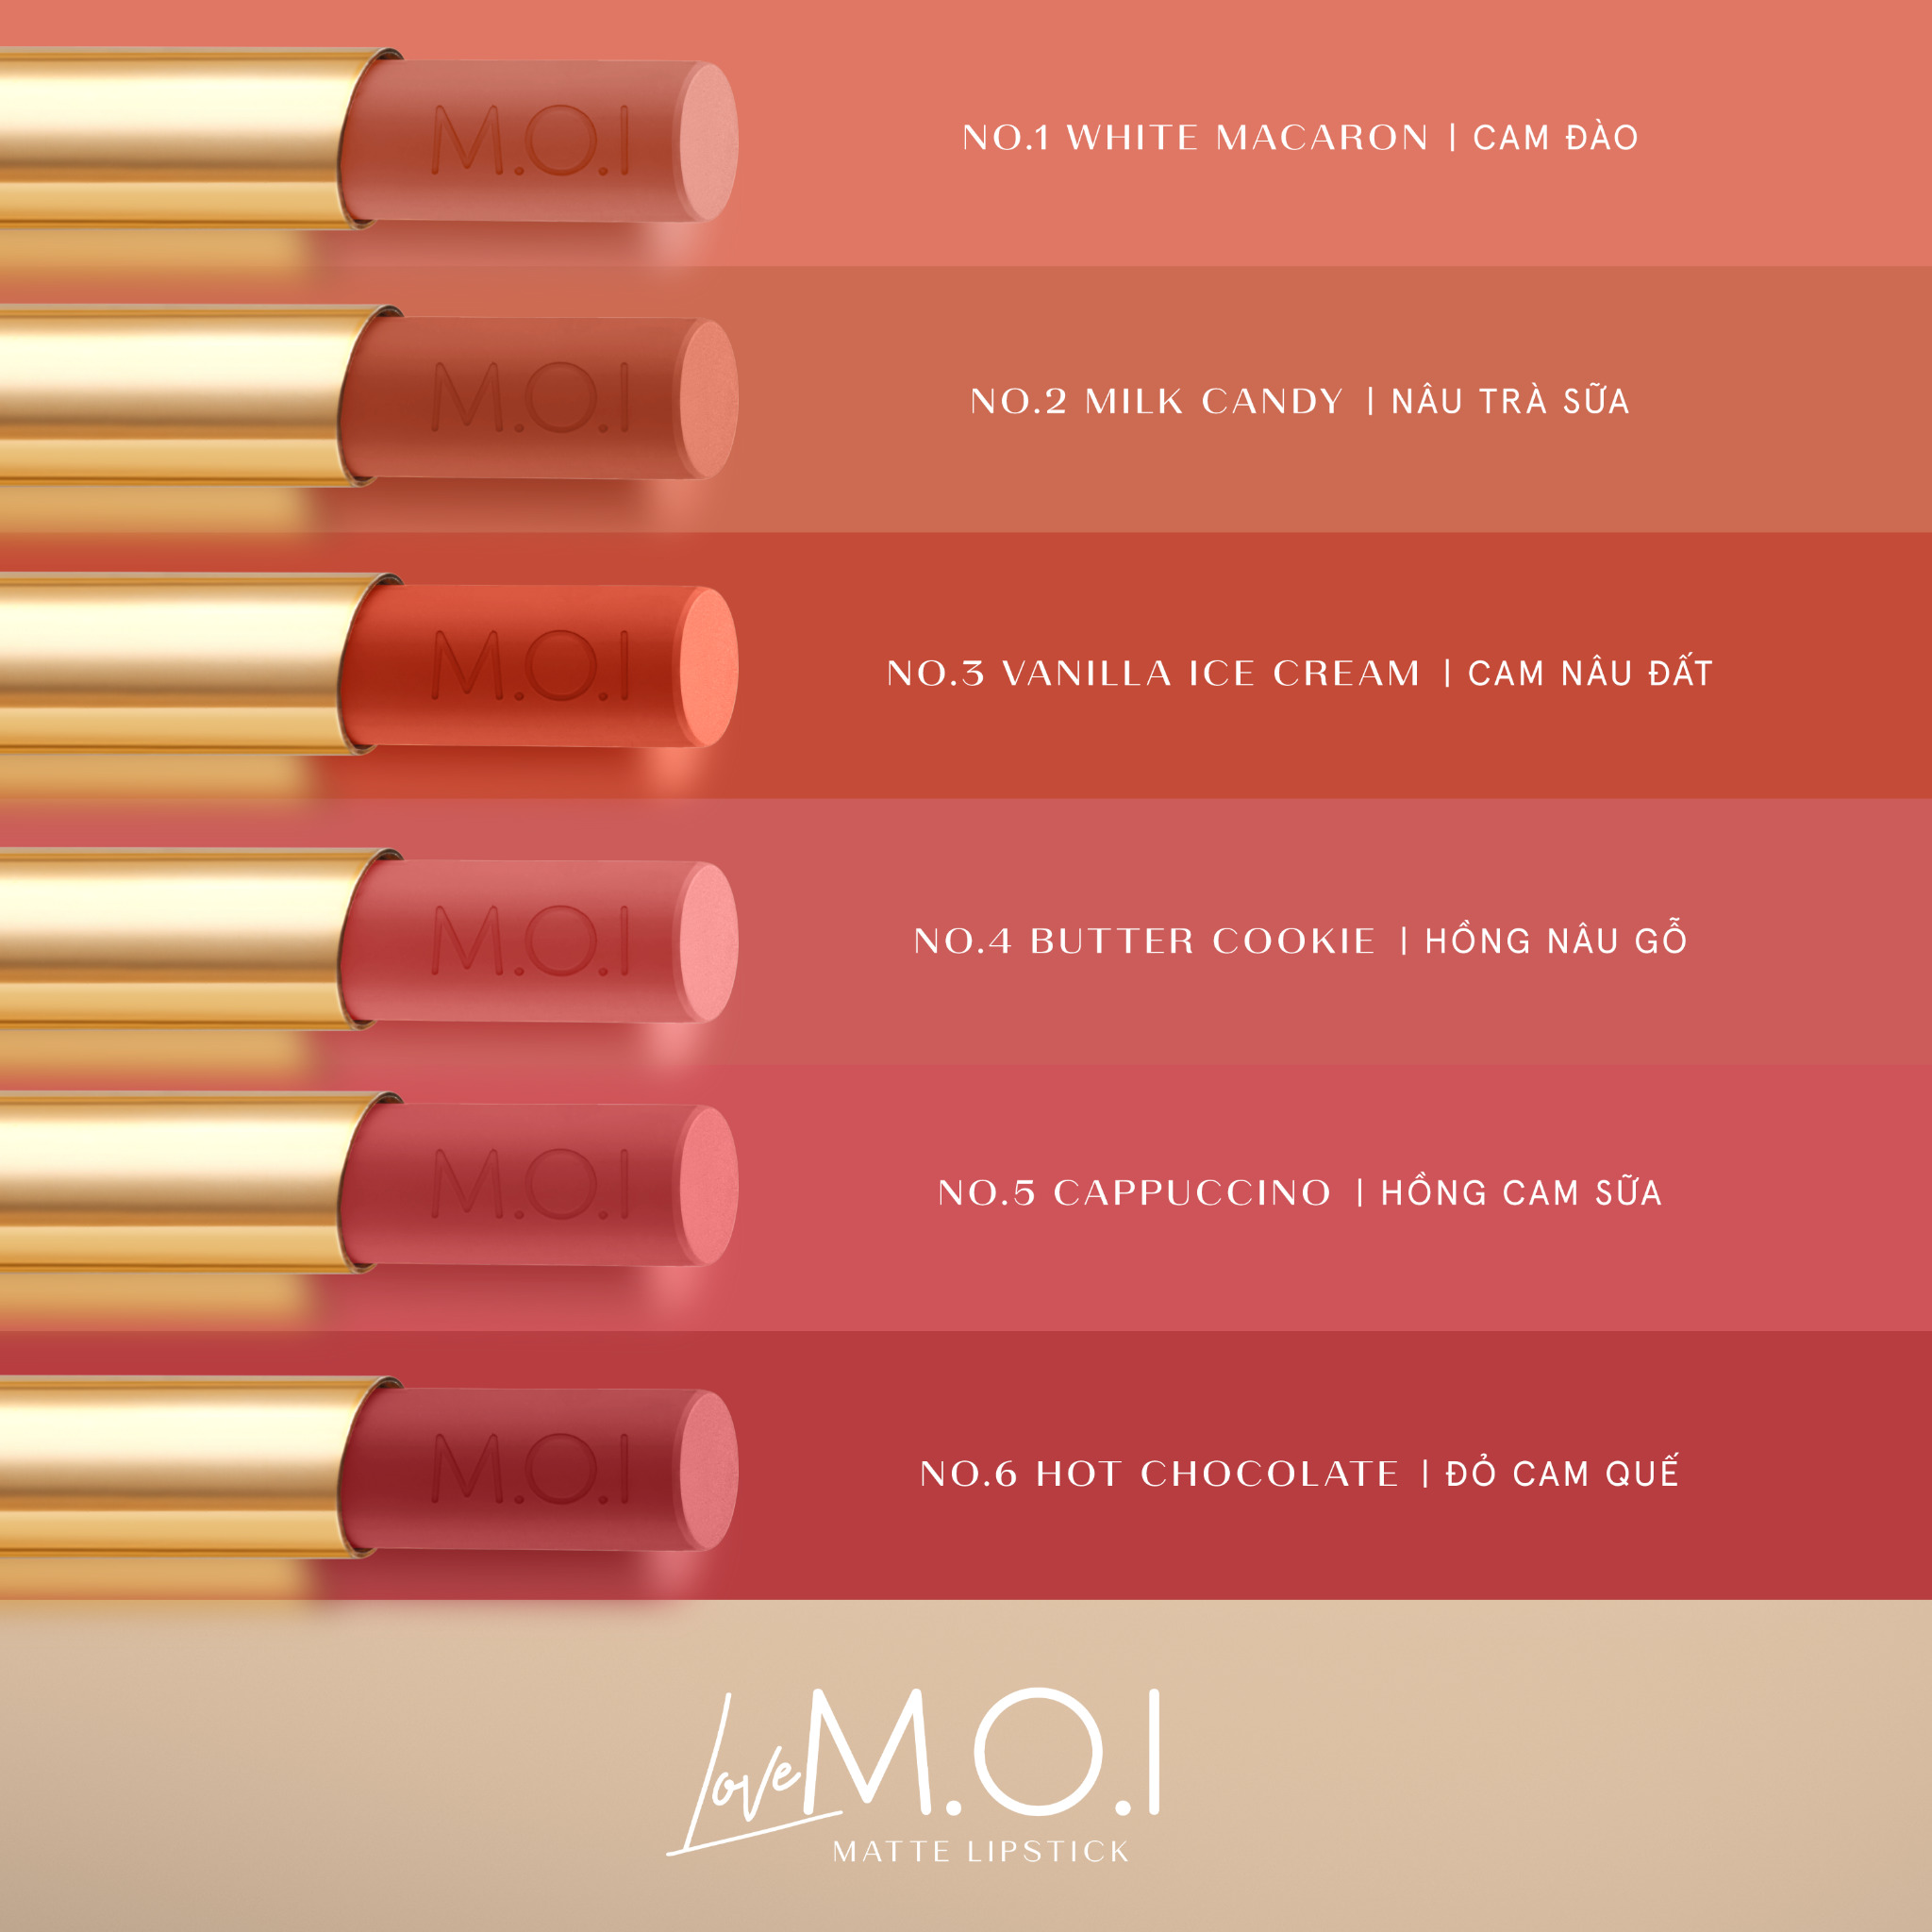 M.O.I
NO.1 WHITE MACARON | CAM ĐÀO
M.O.I
NO.2 MILK CANDY | NÂU TRÀ SỮA
M.O.I
NO.3 VANILLA ICE CREAM | CAM NÂU ĐẤT
M.O.I
NO.4 BUTTER COOKIE | HỒNG NÂU GỖ
M.O.I
NO.5 CAPPUCCINO | HỒNG CAM SỮA
M.O.I
NO.6 HOT CHOCOLATE | ĐỎ CAM QUẾ
Love M.O.I
MATTE LIPSTICK